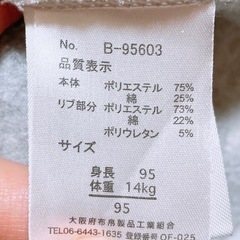 No. B-95603
品質表示
本体 ポリエステル 75%
綿 25%
リブ部分 ポリエステル 73%
綿 22%
ポリウレタン 5%
サイズ
身長 95
体重 14kg
95
大阪府布帛製品工業組合
TEL06-6443-1635 登録番号 OF-025